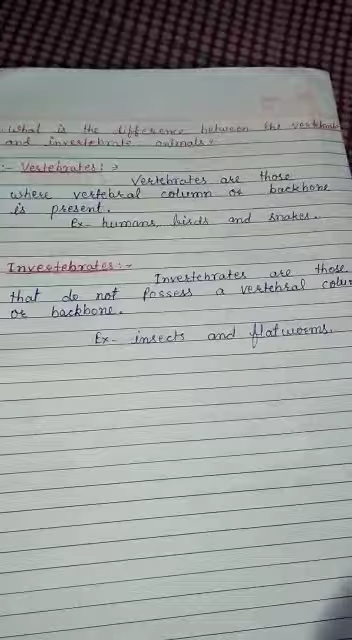 What is the difference between the vertebrate
and invertebrate animals?
:- Vertebrates: →
Vertebrates are those
where vertebral column or backbone
is present.
Ex- humans, birds and snakes.
Invertebrates:-
Invertebrates are those
that do not possess a vertebral colum
or backbone.
Ex- insects and flatworms.